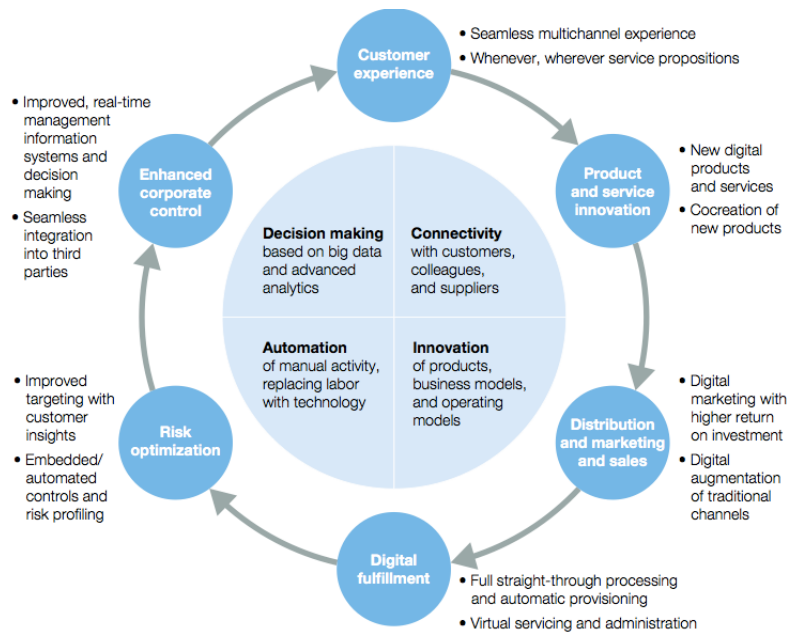 Customer
experience
• Seamless multichannel experience
• Whenever, wherever service propositions
Product
and service
innovation
• New digital
products
and services
• Cocreation of
new products
Distribution
and marketing
and sales
• Digital
marketing with
higher return
on investment
• Digital
augmentation
of traditional
channels
Digital
fulfillment
• Full straight-through processing
and automatic provisioning
• Virtual servicing and administration
Risk
optimization
• Improved
targeting with
customer
insights
• Embedded/
automated
controls and
risk profiling
Enhanced
corporate
control
• Improved, real-time
management
information
systems and
decision
making
• Seamless
integration
into third
parties
Decision making
based on big data
and advanced
analytics
Connectivity
with customers,
colleagues,
and suppliers
Automation
of manual activity,
replacing labor
with technology
Innovation
of products,
business models,
and operating
models